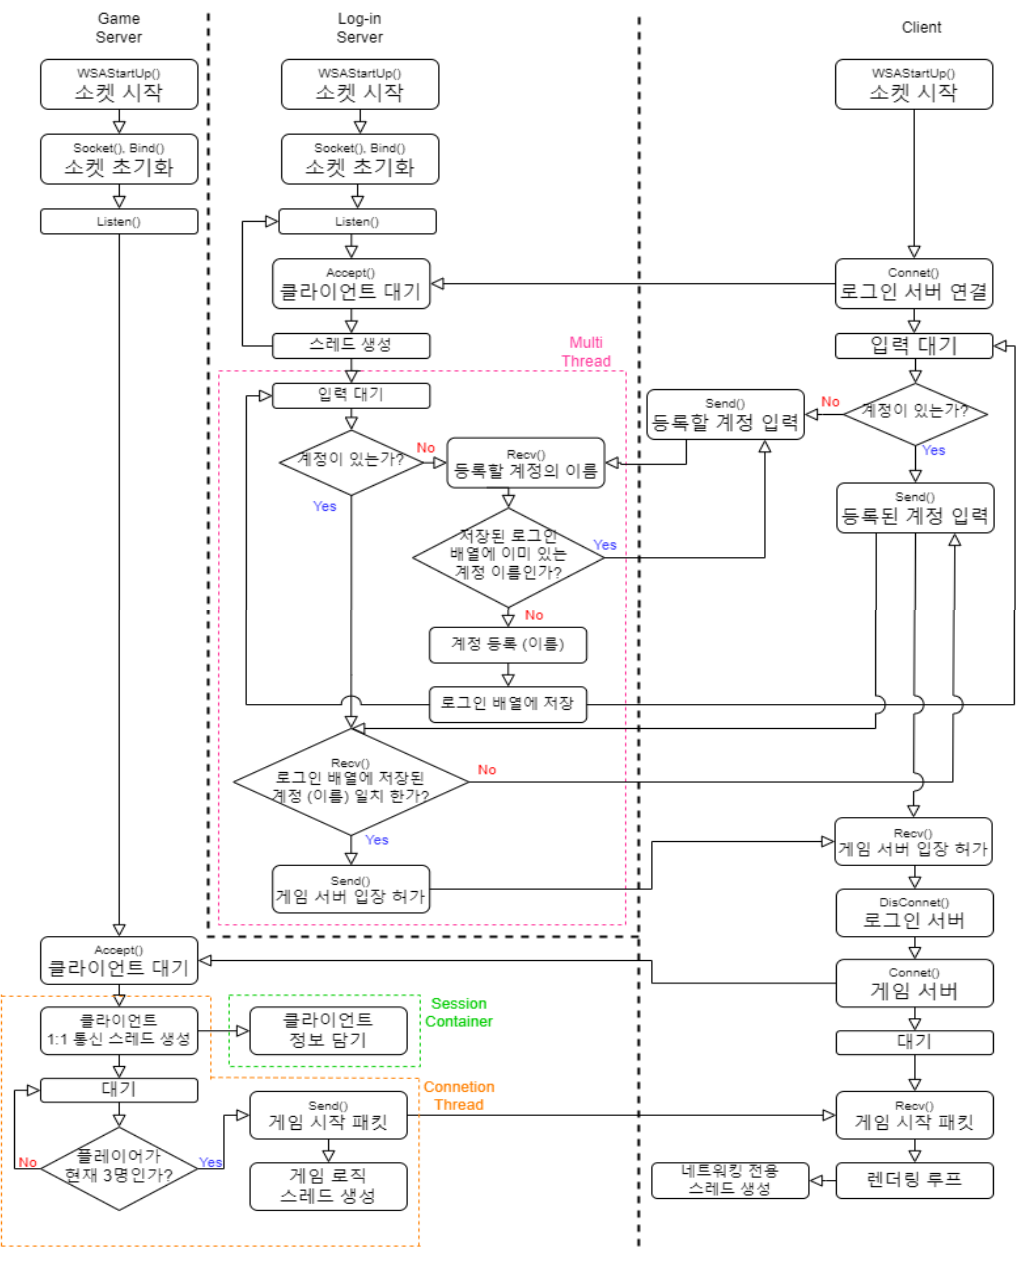 Game
Server
Log-in
Server
Client
WSAStartUp()
소켓 시작
WSAStartUp()
소켓 시작
WSAStartUp()
소켓 시작
Socket(), Bind()
소켓 초기화
Socket(), Bind()
소켓 초기화
Listen()
Listen()
Accept()
클라이언트 대기
Connet()
로그인 서버 연결
스레드 생성
입력 대기
Multi
Thread
입력 대기
Send()
등록할 계정 입력
No
계정이 있는가?
Yes
계정이 있는가?
No
Yes
Recv()
등록할 계정의 이름
Send()
등록된 계정 입력
저장된 로그인
배열에 이미 있는
계정 이름인가?
Yes
No
계정 등록 (이름)
로그인 배열에 저장
Recv()
로그인 배열에 저장된
계정 (이름) 일치 한가?
No
Yes
Recv()
게임 서버 입장 허가
Send()
게임 서버 입장 허가
DisConnet()
로그인 서버
Accept()
클라이언트 대기
Connet()
게임 서버
Session
Container
클라이언트
1:1 통신 스레드 생성
클라이언트
정보 담기
대기
대기
Connetion
Thread
Send()
게임 시작 패킷
Recv()
게임 시작 패킷
플레이어가
현재 3명인가?
No
Yes
게임 로직
스레드 생성
네트워킹 전용
스레드 생성
렌더링 루프